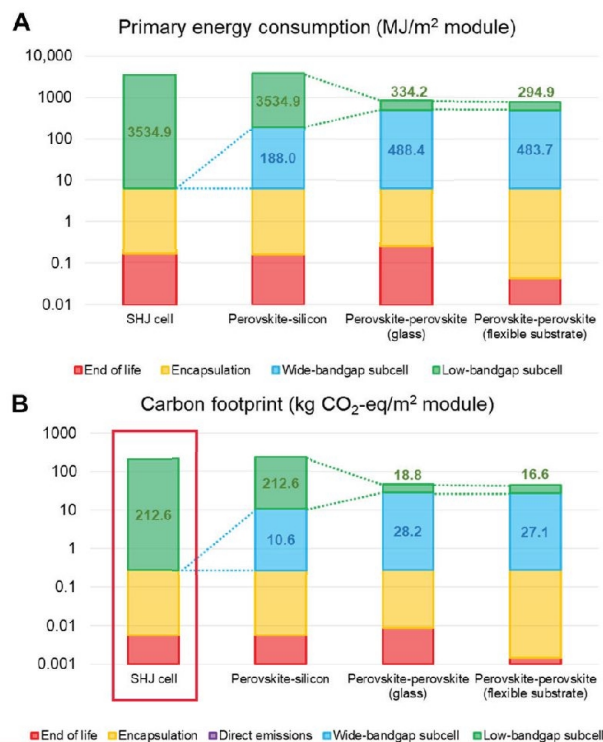 A Primary energy consumption (MJ/m² module)
10,000
1000
100
10
1
0.1
0.01
3534.9
3534.9
188.0
334.2
488.4
294.9
483.7
SHJ cell
Perovskite-silicon
Perovskite-perovskite
(glass)
Perovskite-perovskite
(flexible substrate)
End of life Encapsulation Wide-bandgap subcell Low-bandgap subcell
B Carbon footprint (kg CO₂-eq/m² module)
1000
100
10
1
0.1
0.01
0.001
212.6
212.6
10.6
18.8
28.2
16.6
27.1
SHJ cell
Perovskite-silicon
Perovskite-perovskite
(glass)
Perovskite-perovskite
(flexible substrate)
End of life Encapsulation Direct emissions Wide-bandgap subcell Low-bandgap subcell